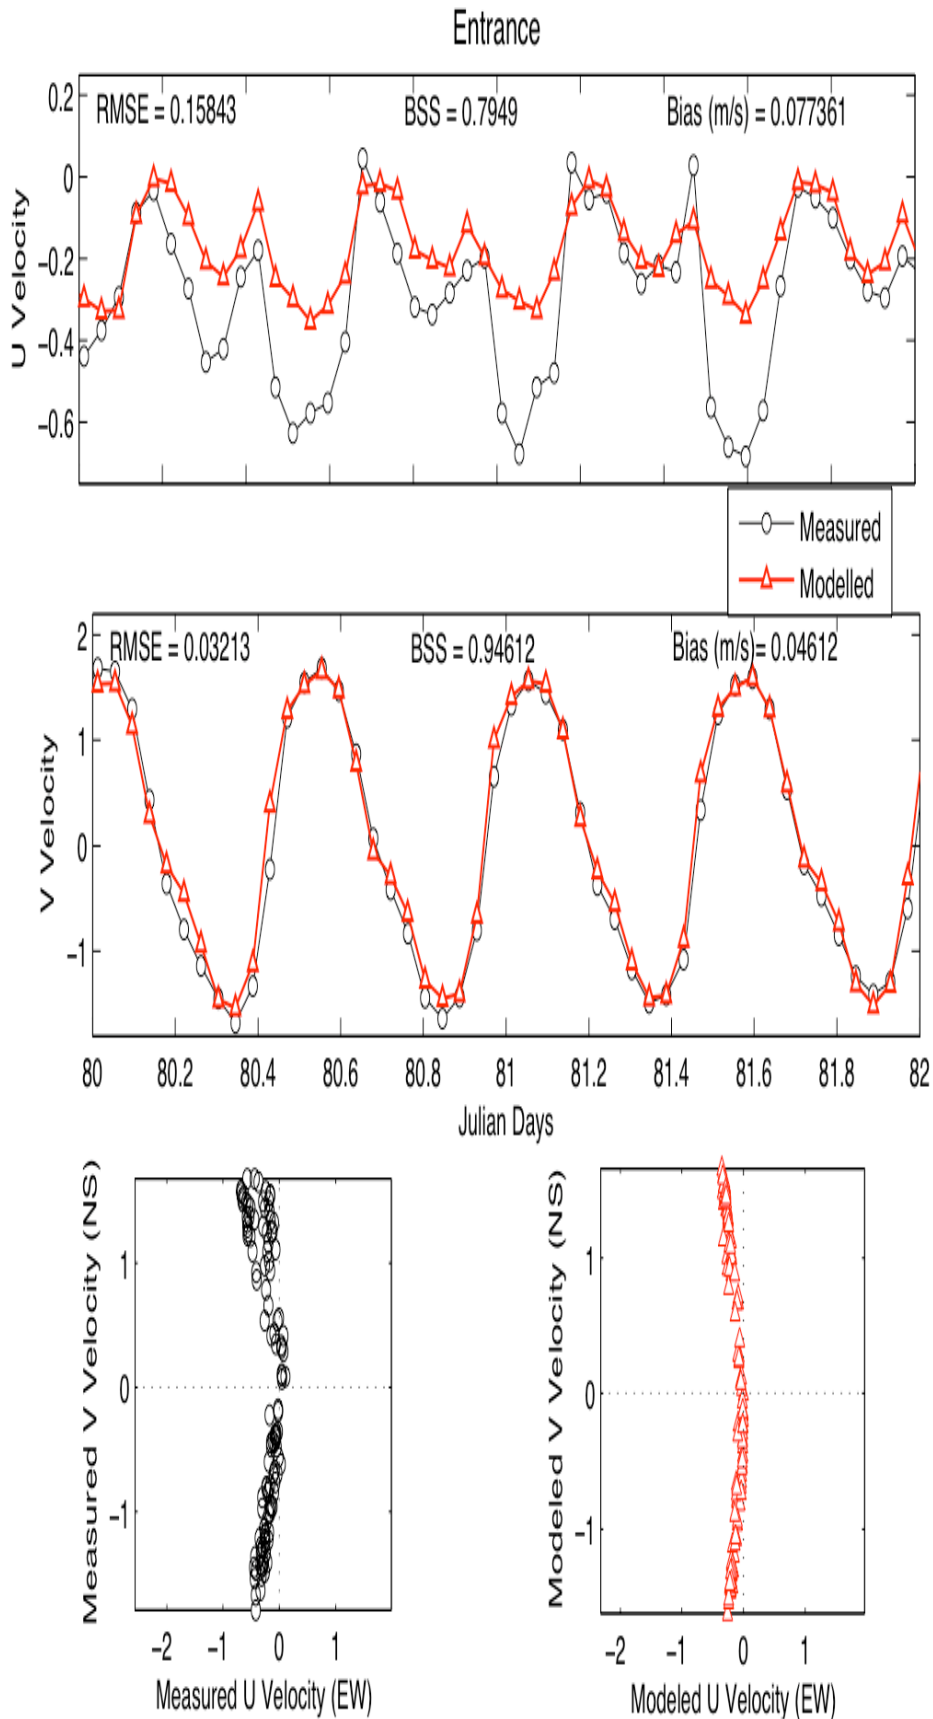 Entrance
RMSE = 0.15843 BSS = 0.7949 Bias (m/s) = 0.077361
0.2
0
−0.2
−0.4
−0.6
U Velocity
Measured
Modelled
RMSE = 0.03213 BSS = 0.94612 Bias (m/s)= 0.04612
2
1
0
−1
V Velocity
80 80.2 80.4 80.6 80.8 81 81.2 81.4 81.6 81.8 82
Julian Days
Measured V Velocity (NS)
1
0
−1
−2 −1 0 1
Measured U Velocity (EW)
Modeled V Velocity (NS)
1
0
−1
−2 −1 0 1
Modeled U Velocity (EW)